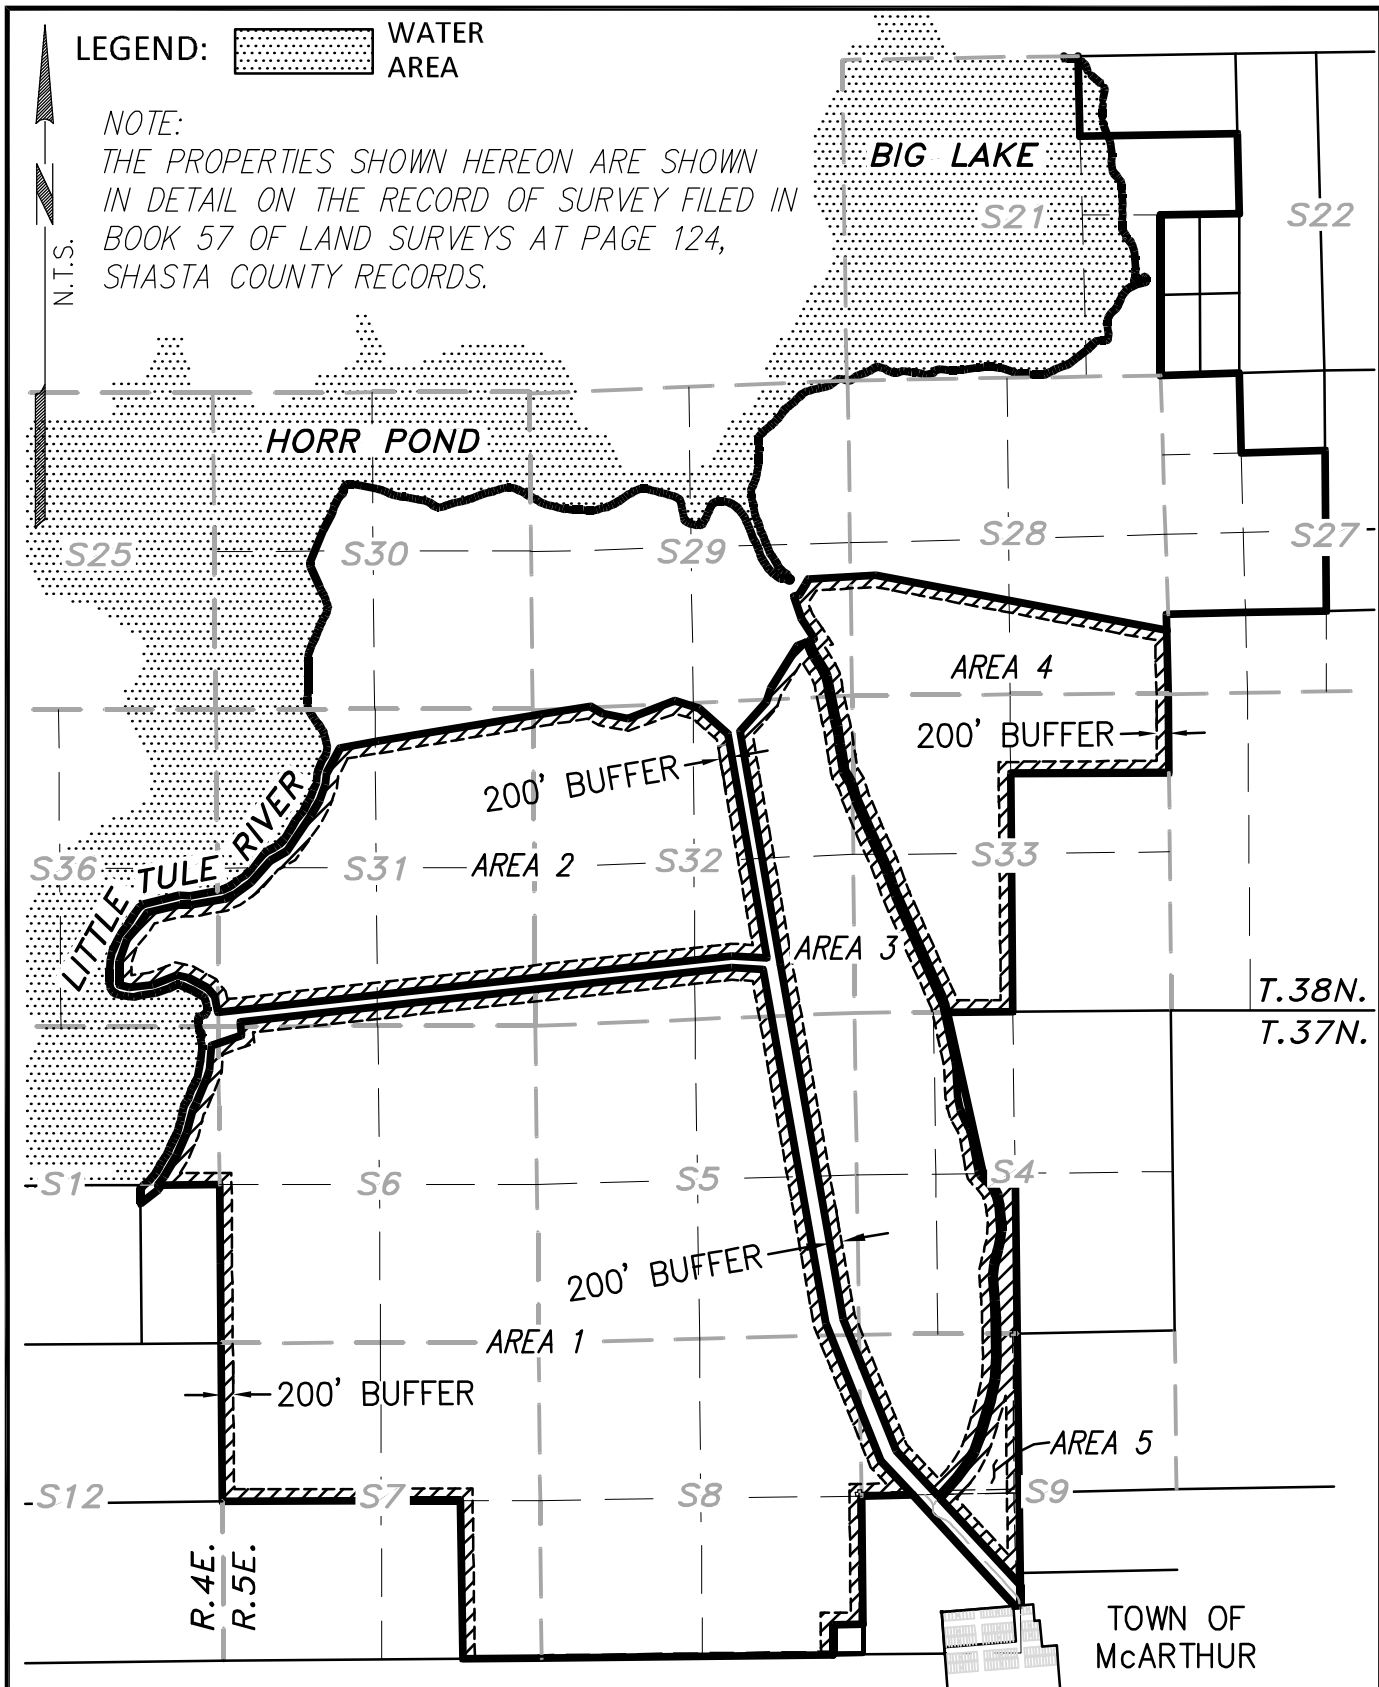 LEGEND:
WATER
AREA
N
N.T.S.
NOTE:
THE PROPERTIES SHOWN HEREON ARE SHOWN
IN DETAIL ON THE RECORD OF SURVEY FILED IN
BOOK 57 OF LAND SURVEYS AT PAGE 124,
SHASTA COUNTY RECORDS.
BIG LAKE
S21
S22
HORR POND
S25
S30
S29
S28
S27
AREA 4
200' BUFFER
200' BUFFER
LITTLE TULE RIVER
S36
S31
AREA 2
S32
S33
AREA 3
T.38N.
T.37N.
S1
S6
S5
S4
200' BUFFER
AREA 1
200' BUFFER
AREA 5
S12
S7
S8
S9
R.4E.
R.5E.
TOWN OF
McARTHUR